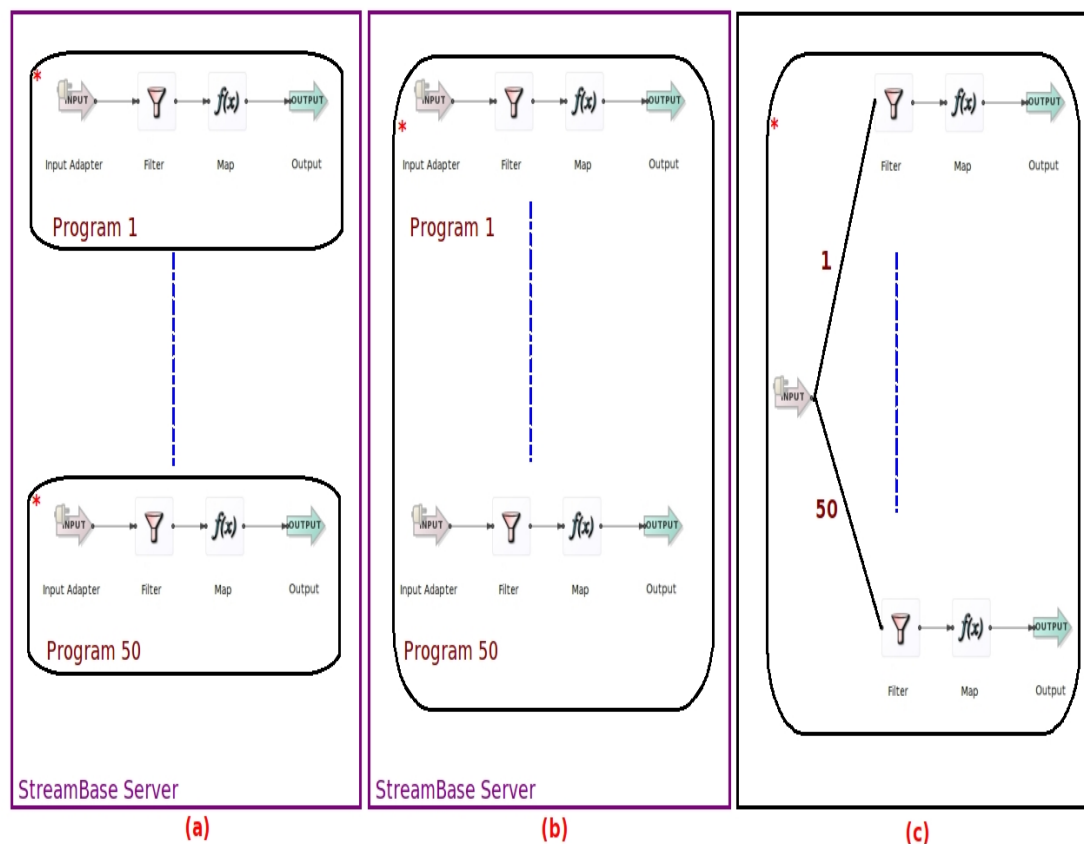 *
INPUT
f(x)
OUTPUT
Input Adapter Filter Map Output
Program 1
*
INPUT
f(x)
OUTPUT
Input Adapter Filter Map Output
Program 50
StreamBase Server
(a)
*
INPUT
f(x)
OUTPUT
Input Adapter Filter Map Output
Program 1
INPUT
f(x)
OUTPUT
Input Adapter Filter Map Output
Program 50
StreamBase Server
(b)
*
f(x)
OUTPUT
Filter Map Output
1
INPUT
50
f(x)
OUTPUT
Filter Map Output
(c)